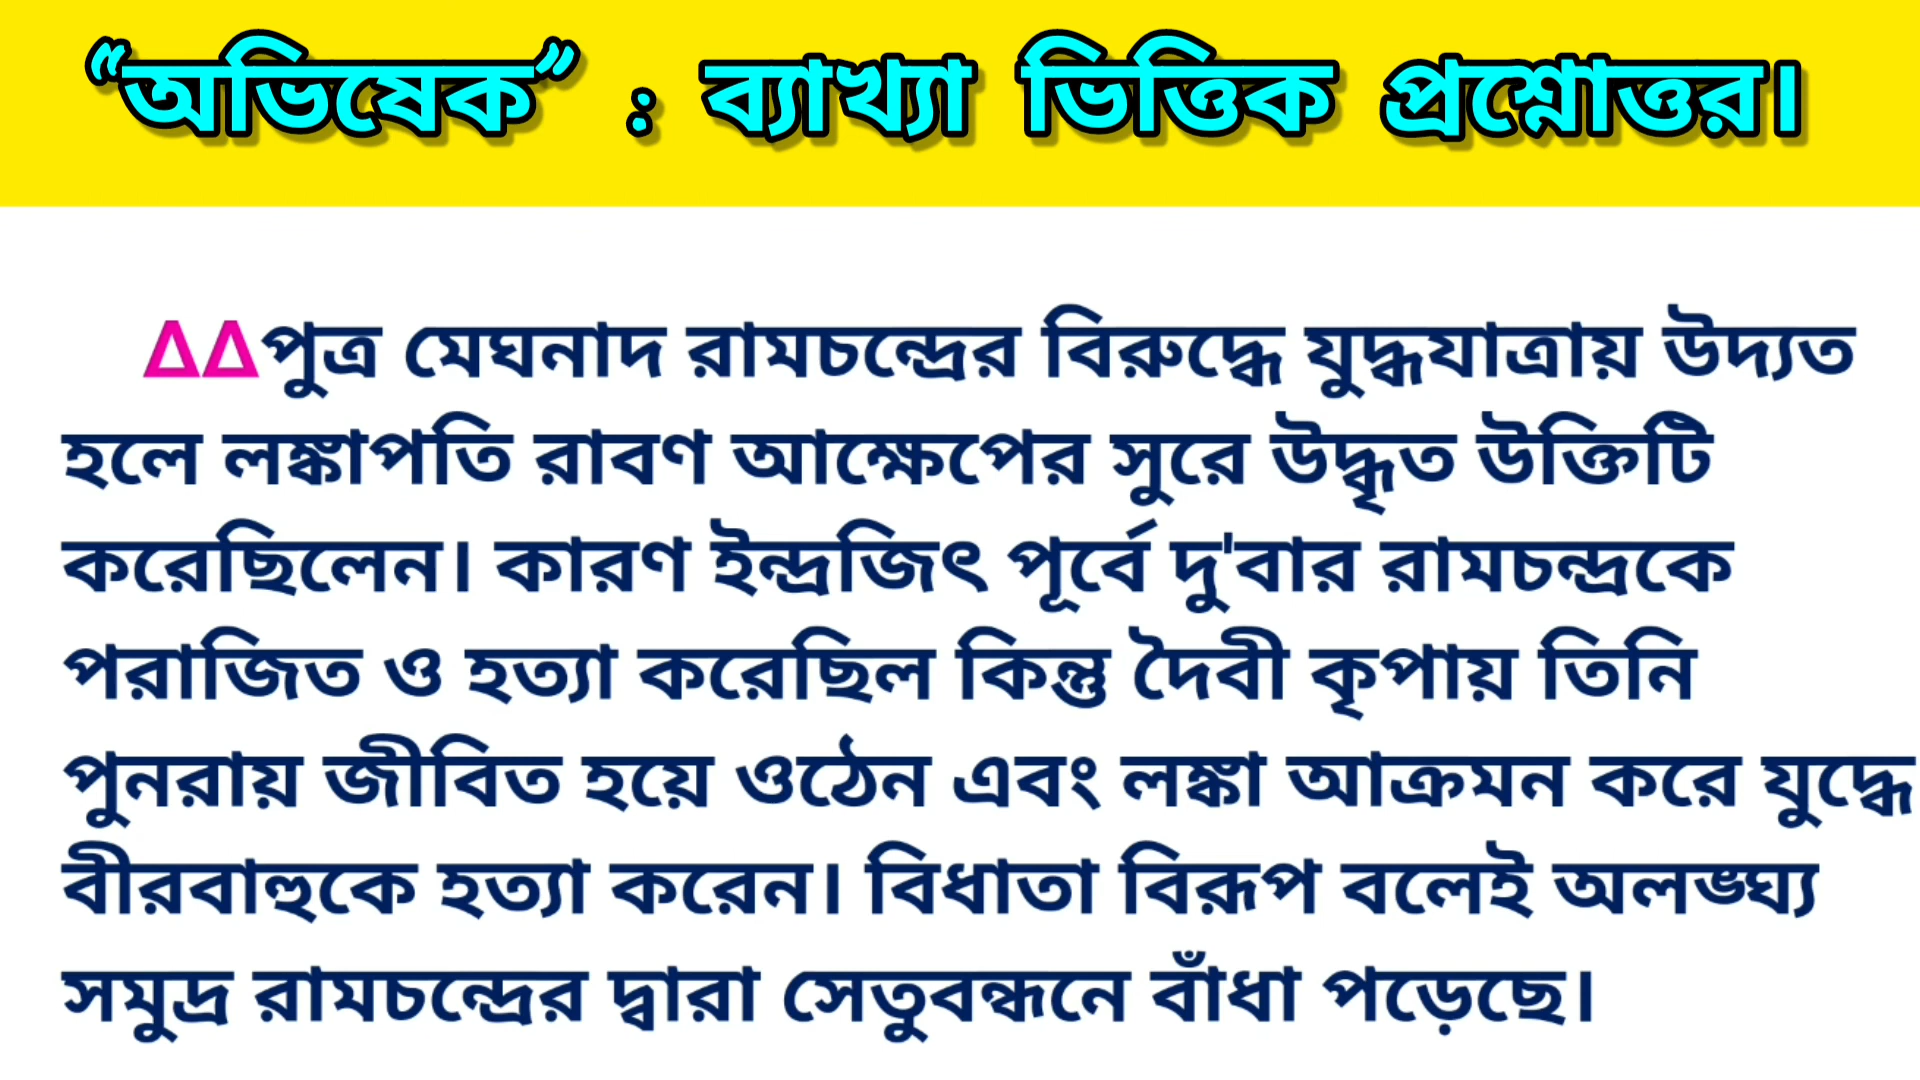 “অভিষেক” : ব্যাখ্যা ভিত্তিক প্রশ্নোত্তর।
ΔΔপুত্র মেঘনাদ রামচন্দ্রের বিরুদ্ধে যুদ্ধযাত্রায় উদ্যত
হলে লঙ্কাপতি রাবণ আক্ষেপের সুরে উদ্ধৃত উক্তিটি
করেছিলেন। কারণ ইন্দ্রজিৎ পূর্বে দু'বার রামচন্দ্রকে
পরাজিত ও হত্যা করেছিল কিন্তু দৈবী কৃপায় তিনি
পুনরায় জীবিত হয়ে ওঠেন এবং লঙ্কা আক্রমন করে যুদ্ধে
বীরবাহুকে হত্যা করেন। বিধাতা বিরূপ বলেই অলঙ্ঘ্য
সমুদ্র রামচন্দ্রের দ্বারা সেতুবন্ধনে বাঁধা পড়েছে।